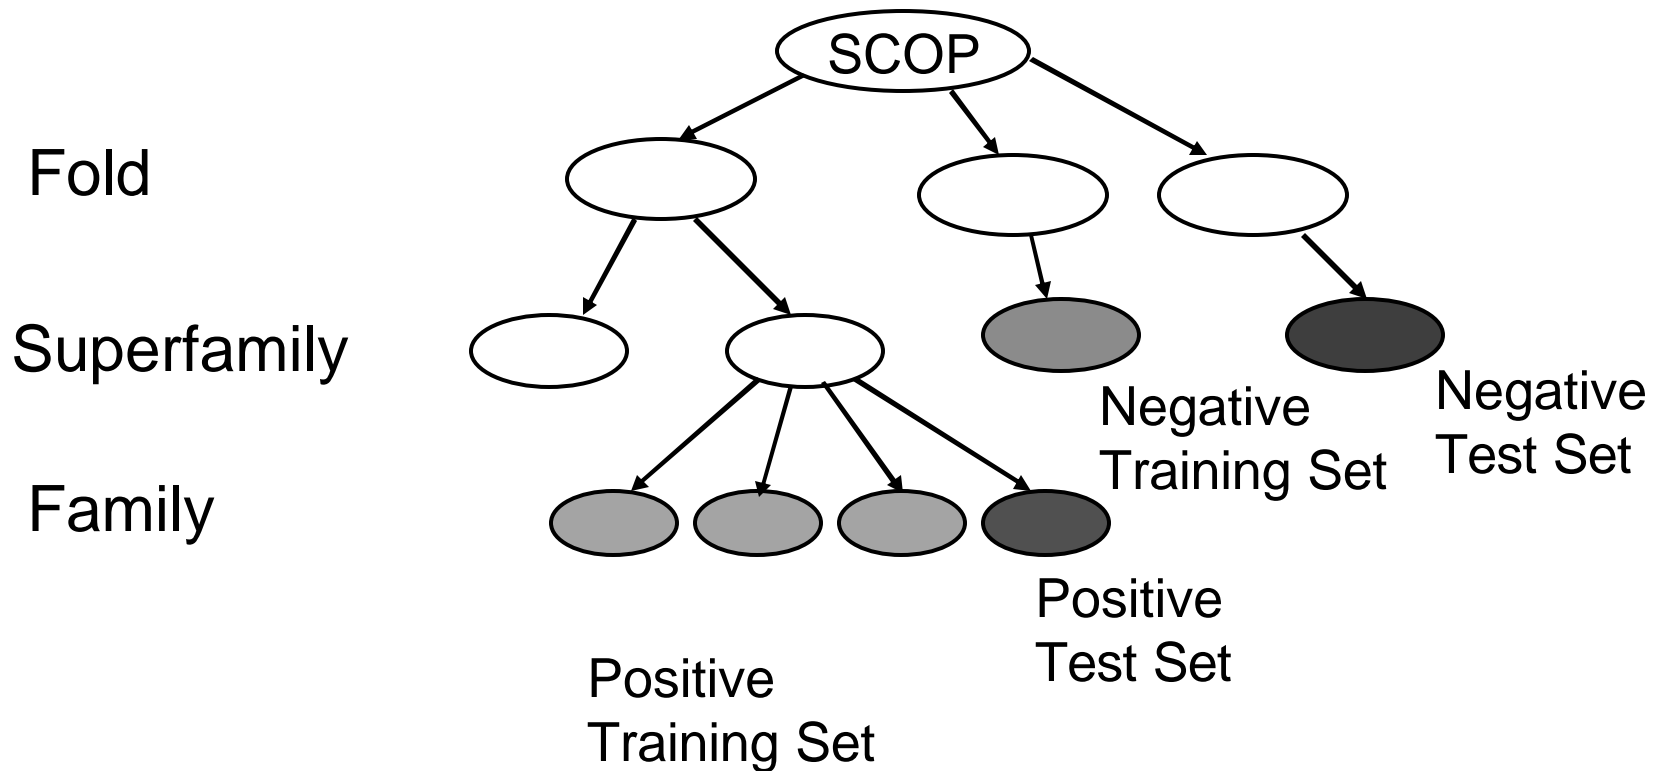 SCOP
Fold
Superfamily
Negative
Training Set
Negative
Test Set
Family
Positive
Test Set
Positive
Training Set